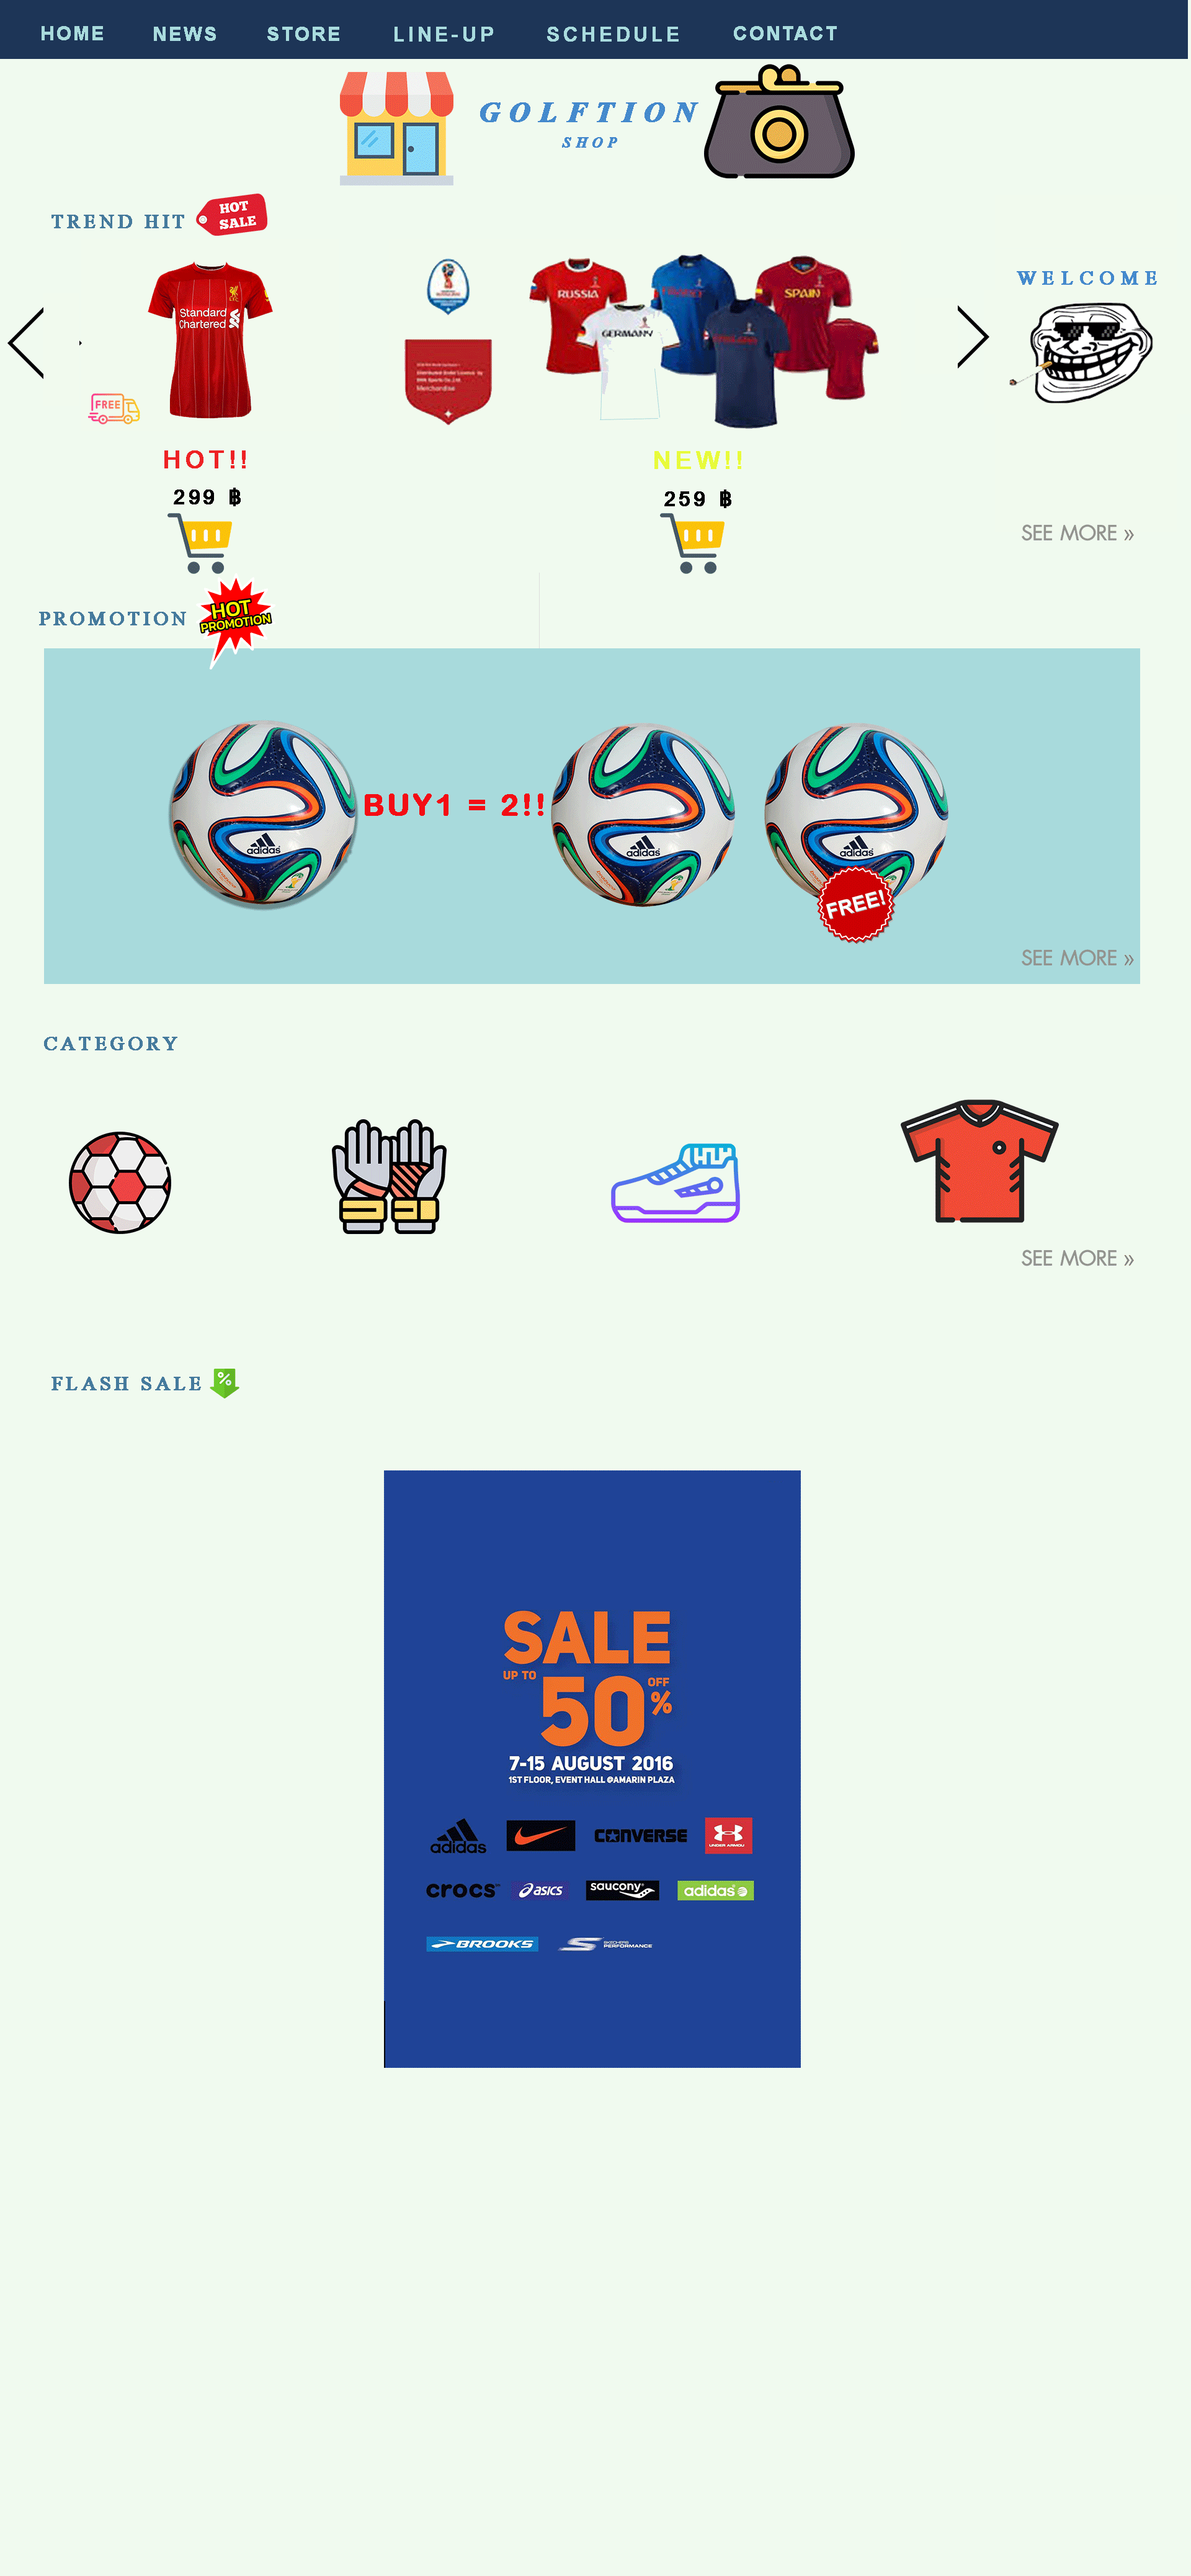 HOME NEWS STORE LINE-UP SCHEDULE CONTACT
GOLFTION
SHOP
TREND HIT
HOT
SALE
WELCOME
Standard
Chartered
RUSSIA
SPAIN
GERMANY
FREE
Merchandise
HOT!!
NEW!!
299 ฿
259 ฿
SEE MORE »
PROMOTION
HOT
PROMOTION
BUY1 = 2!!
adidas
adidas
adidas
FREE!
SEE MORE »
CATEGORY
SEE MORE »
FLASH SALE %
SALE
UP TO 50% OFF
7-15 AUGUST 2016
1ST FLOOR, EVENT HALL @AMARIN PLAZA
adidas CONVERSE UNDER ARMOUR
crocs asics saucony adidas
BROOKS SKECHERS PERFORMANCE